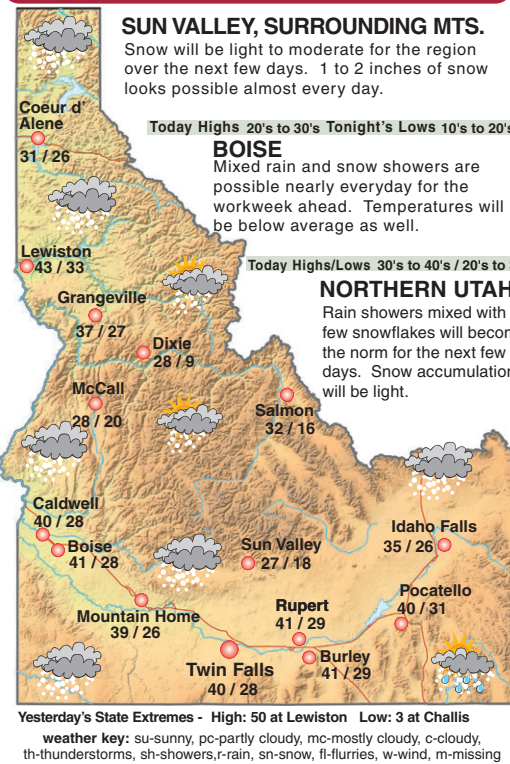 SUN VALLEY, SURROUNDING MTS.
Snow will be light to moderate for the region
over the next few days. 1 to 2 inches of snow
looks possible almost every day.
Today Highs 20's to 30's Tonight's Lows 10's to 20's
BOISE
Mixed rain and snow showers are
possible nearly everyday for the
workweek ahead. Temperatures will
be below average as well.
Today Highs/Lows 30's to 40's / 20's to
NORTHERN UTAH
Rain showers mixed with
few snowflakes will becom
the norm for the next few
days. Snow accumulation
will be light.
Coeur d'
Alene
31 / 26
Lewiston
43 / 33
Grangeville
37 / 27
Dixie
28 / 9
McCall
28 / 20
Salmon
32 / 16
Caldwell
40 / 28
Boise
41 / 28
Sun Valley
27 / 18
Idaho Falls
35 / 26
Mountain Home
39 / 26
Rupert
41 / 29
Pocatello
40 / 31
Twin Falls
40 / 28
Burley
41 / 29
Yesterday's State Extremes - High: 50 at Lewiston Low: 3 at Challis
weather key: su-sunny, pc-partly cloudy, mc-mostly cloudy, c-cloudy,
th-thunderstorms, sh-showers,r-rain, sn-snow, fl-flurries, w-wind, m-missing